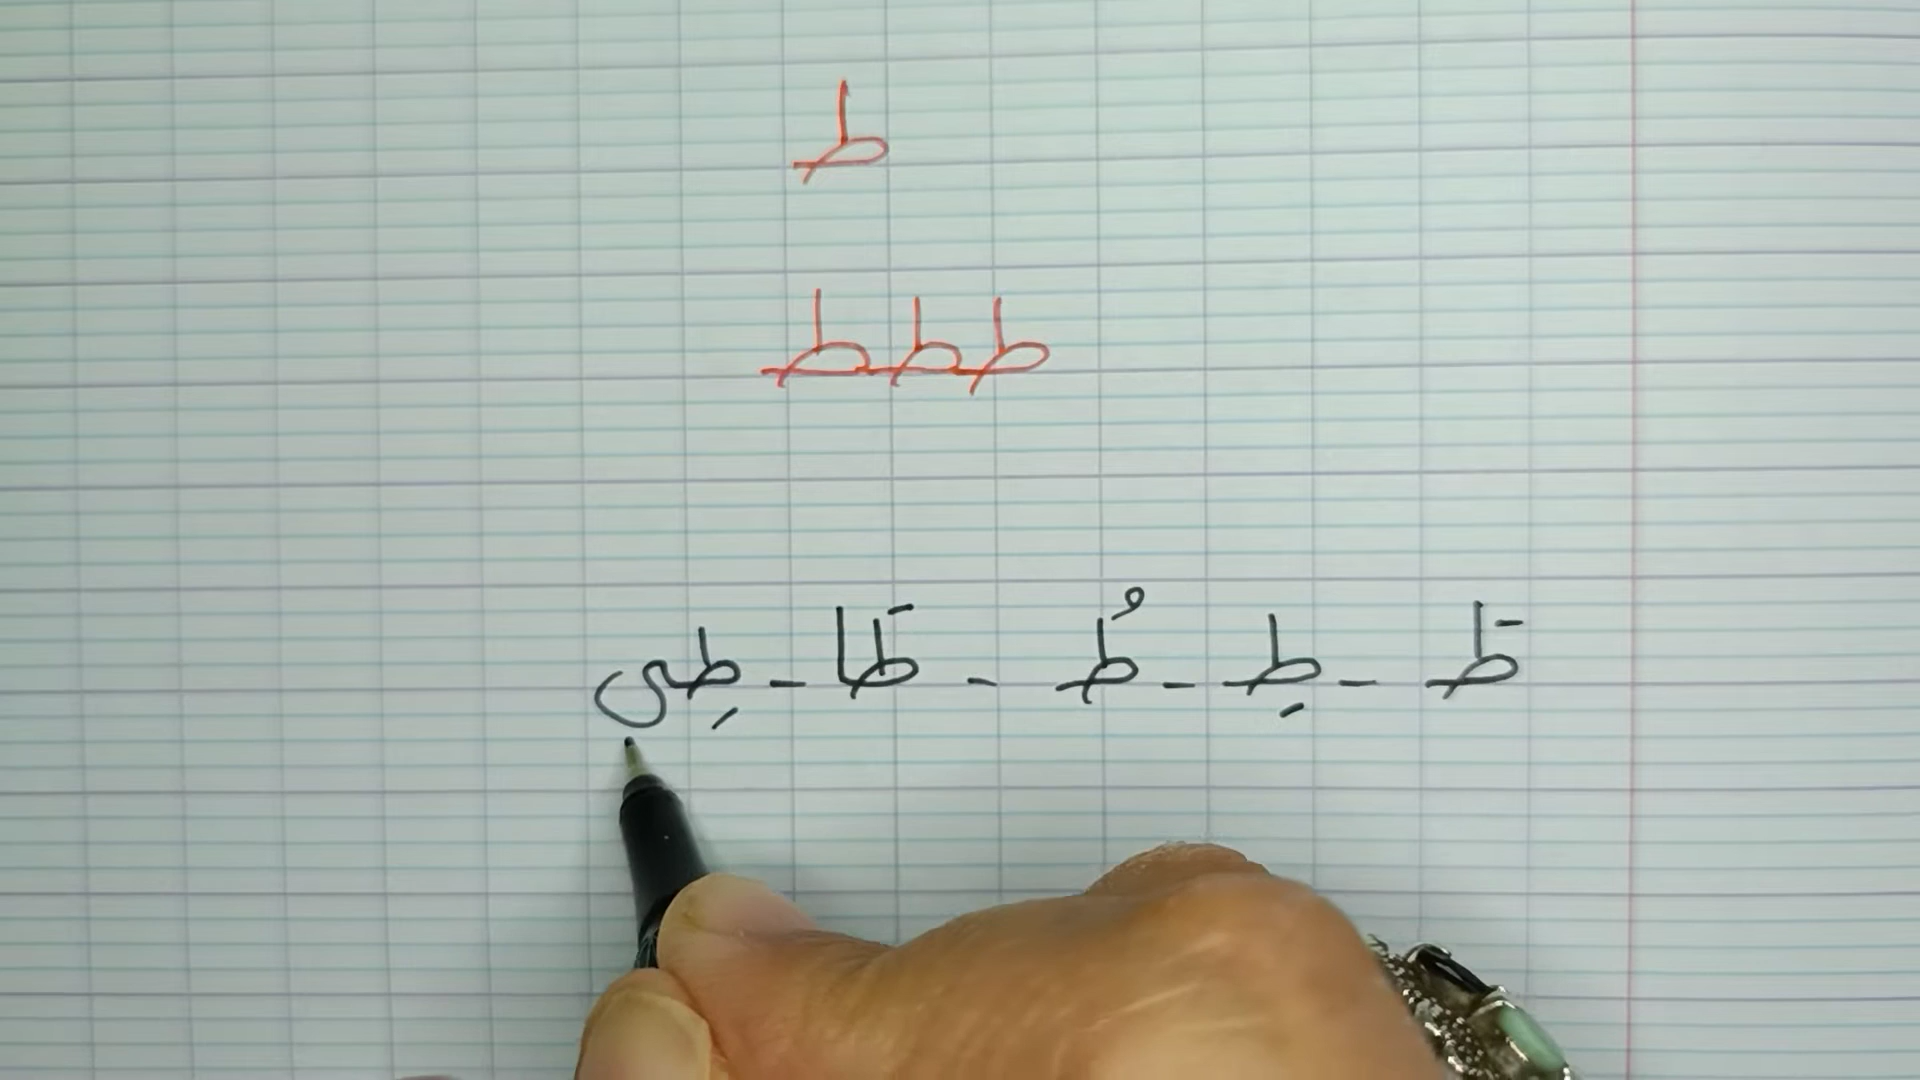 ط
ططط
طَ - طِ - طُ - طَا - طِى